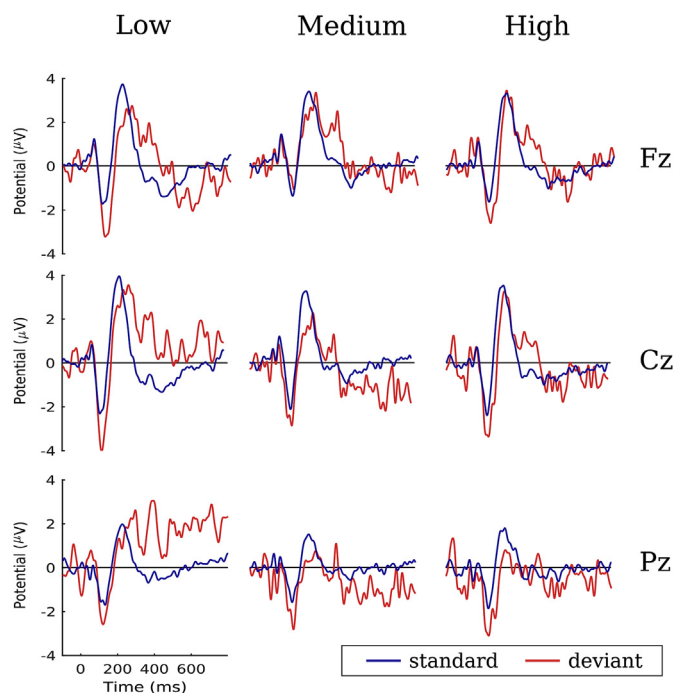 Low Medium High
4
2
0
-2
-4
Potential (μV)
Fz
4
2
0
-2
-4
Potential (μV)
Cz
4
2
0
-2
-4
Potential (μV)
Pz
0 200 400 600
Time (ms)
standard deviant